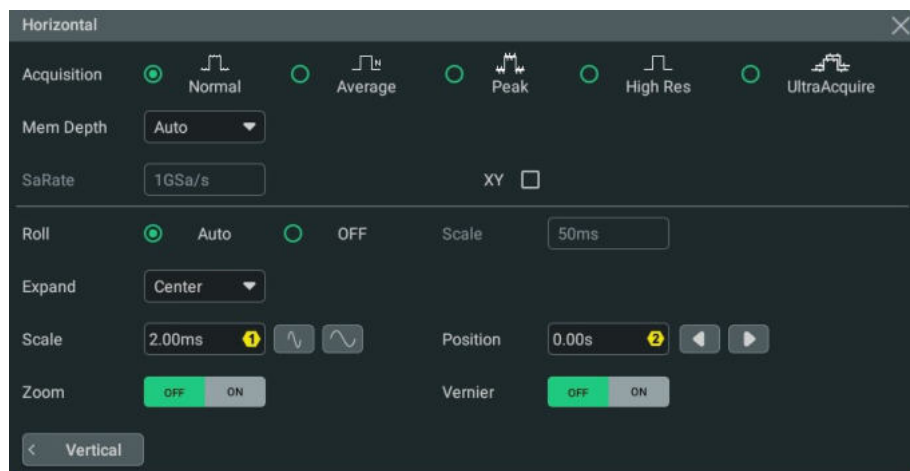 Horizontal
Acquisition Normal N Average Peak High Res UltraAcquire
Mem Depth Auto
SaRate 1GSa/s XY
Roll Auto OFF Scale 50ms
Expand Center
Scale 2.00ms 1 Position 0.00s 2
Zoom OFF ON Vernier OFF ON
< Vertical